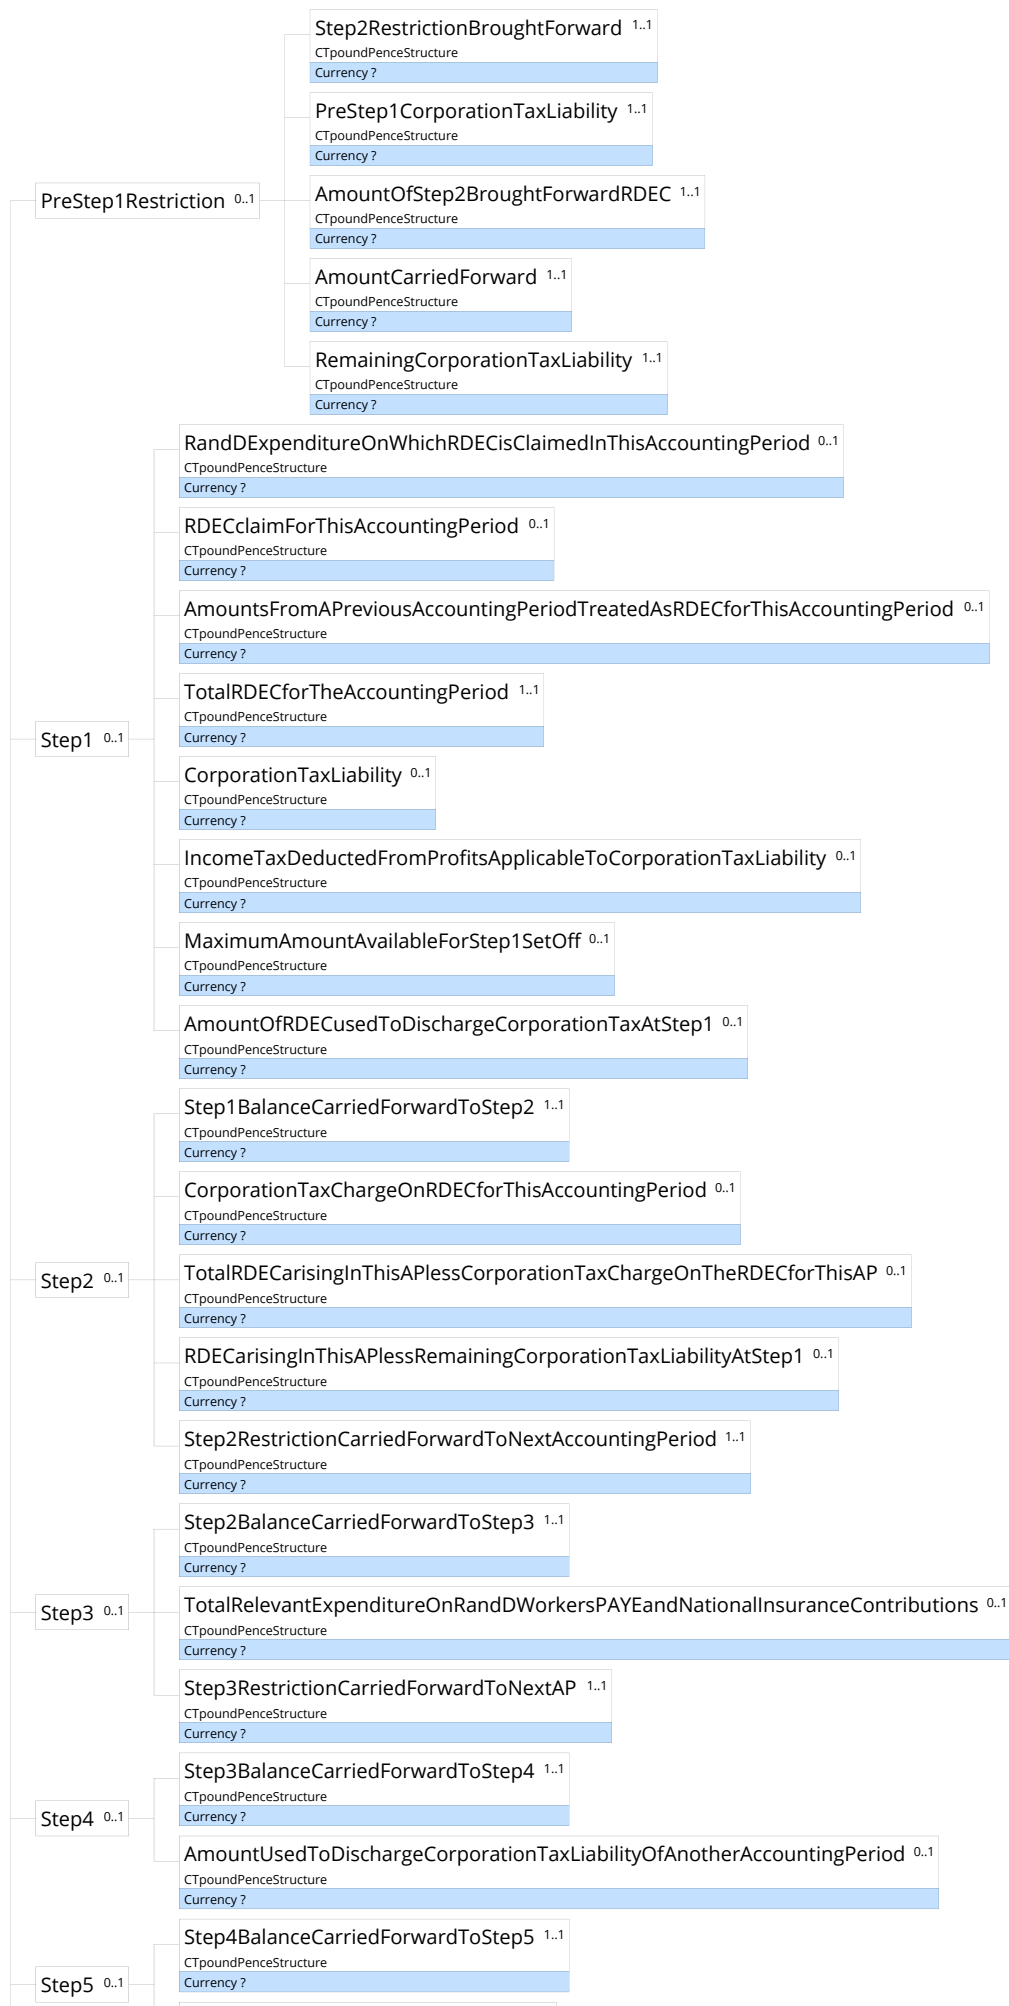 Step2RestrictionBroughtForward 1..1
CTpoundPenceStructure
Currency ?
PreStep1CorporationTaxLiability 1..1
CTpoundPenceStructure
Currency ?
PreStep1Restriction 0..1
AmountOfStep2BroughtForwardRDEC 1..1
CTpoundPenceStructure
Currency ?
AmountCarriedForward 1..1
CTpoundPenceStructure
Currency ?
RemainingCorporationTaxLiability 1..1
CTpoundPenceStructure
Currency ?
RandDExpenditureOnWhichRDECisClaimedInThisAccountingPeriod 0..1
CTpoundPenceStructure
Currency ?
RDECclaimForThisAccountingPeriod 0..1
CTpoundPenceStructure
Currency ?
AmountsFromAPreviousAccountingPeriodTreatedAsRDECforThisAccountingPeriod 0..1
CTpoundPenceStructure
Currency ?
TotalRDECforTheAccountingPeriod 1..1
CTpoundPenceStructure
Currency ?
Step1 0..1
CorporationTaxLiability 0..1
CTpoundPenceStructure
Currency ?
IncomeTaxDeductedFromProfitsApplicableToCorporationTaxLiability 0..1
CTpoundPenceStructure
Currency ?
MaximumAmountAvailableForStep1SetOff 0..1
CTpoundPenceStructure
Currency ?
AmountOfRDECusedToDischargeCorporationTaxAtStep1 0..1
CTpoundPenceStructure
Currency ?
Step1BalanceCarriedForwardToStep2 1..1
CTpoundPenceStructure
Currency ?
CorporationTaxChargeOnRDECforThisAccountingPeriod 0..1
CTpoundPenceStructure
Currency ?
Step2 0..1
TotalRDECarisingInThisAPlessCorporationTaxChargeOnTheRDECforThisAP 0..1
CTpoundPenceStructure
Currency ?
RDECarisingInThisAPlessRemainingCorporationTaxLiabilityAtStep1 0..1
CTpoundPenceStructure
Currency ?
Step2RestrictionCarriedForwardToNextAccountingPeriod 1..1
CTpoundPenceStructure
Currency ?
Step2BalanceCarriedForwardToStep3 1..1
CTpoundPenceStructure
Currency ?
Step3 0..1
TotalRelevantExpenditureOnRandDWorkersPAYEandNationalInsuranceContributions 0..1
CTpoundPenceStructure
Currency ?
Step3RestrictionCarriedForwardToNextAP 1..1
CTpoundPenceStructure
Currency ?
Step3BalanceCarriedForwardToStep4 1..1
CTpoundPenceStructure
Currency ?
Step4 0..1
AmountUsedToDischargeCorporationTaxLiabilityOfAnotherAccountingPeriod 0..1
CTpoundPenceStructure
Currency ?
Step4BalanceCarriedForwardToStep5 1..1
CTpoundPenceStructure
Currency ?
Step5 0..1